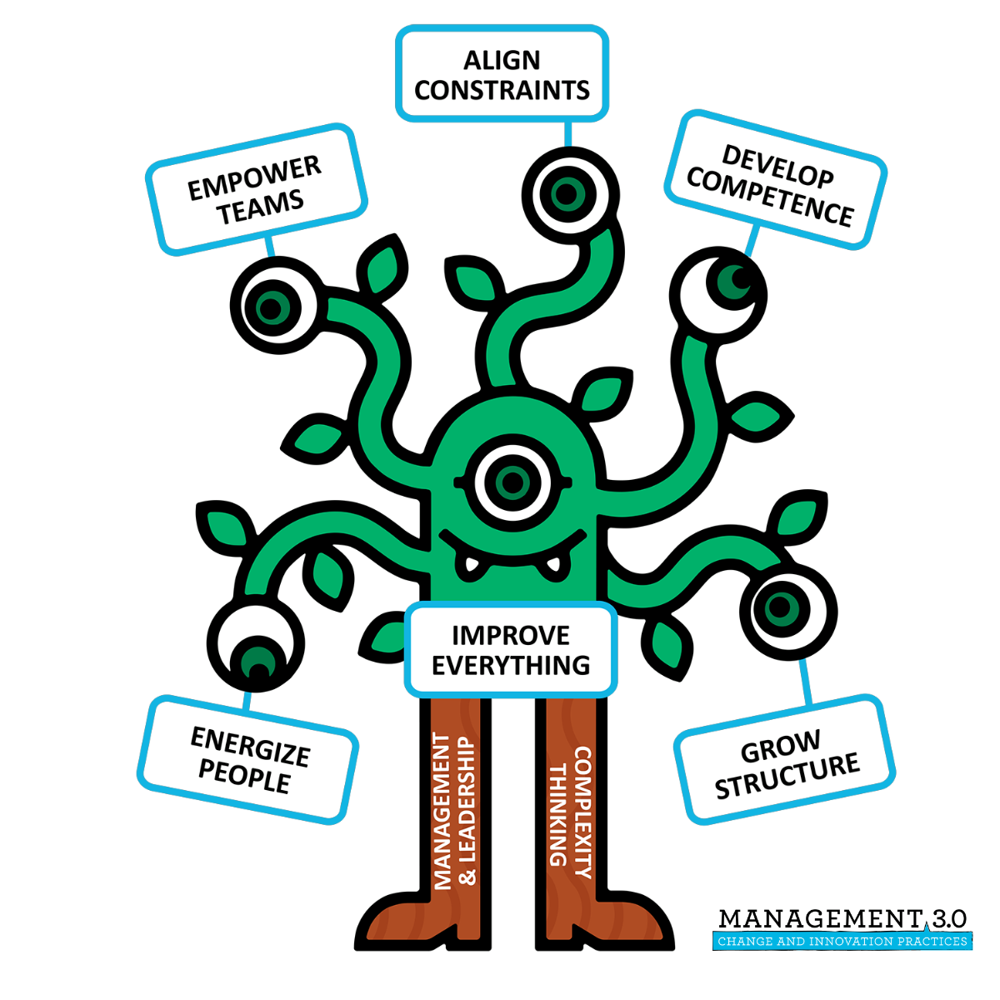 ALIGN
CONSTRAINTS
EMPOWER
TEAMS
DEVELOP
COMPETENCE
IMPROVE
EVERYTHING
ENERGIZE
PEOPLE
GROW
STRUCTURE
MANAGEMENT
& LEADERSHIP
COMPLEXITY
THINKING
MANAGEMENT 3.0
CHANGE AND INNOVATION PRACTICES